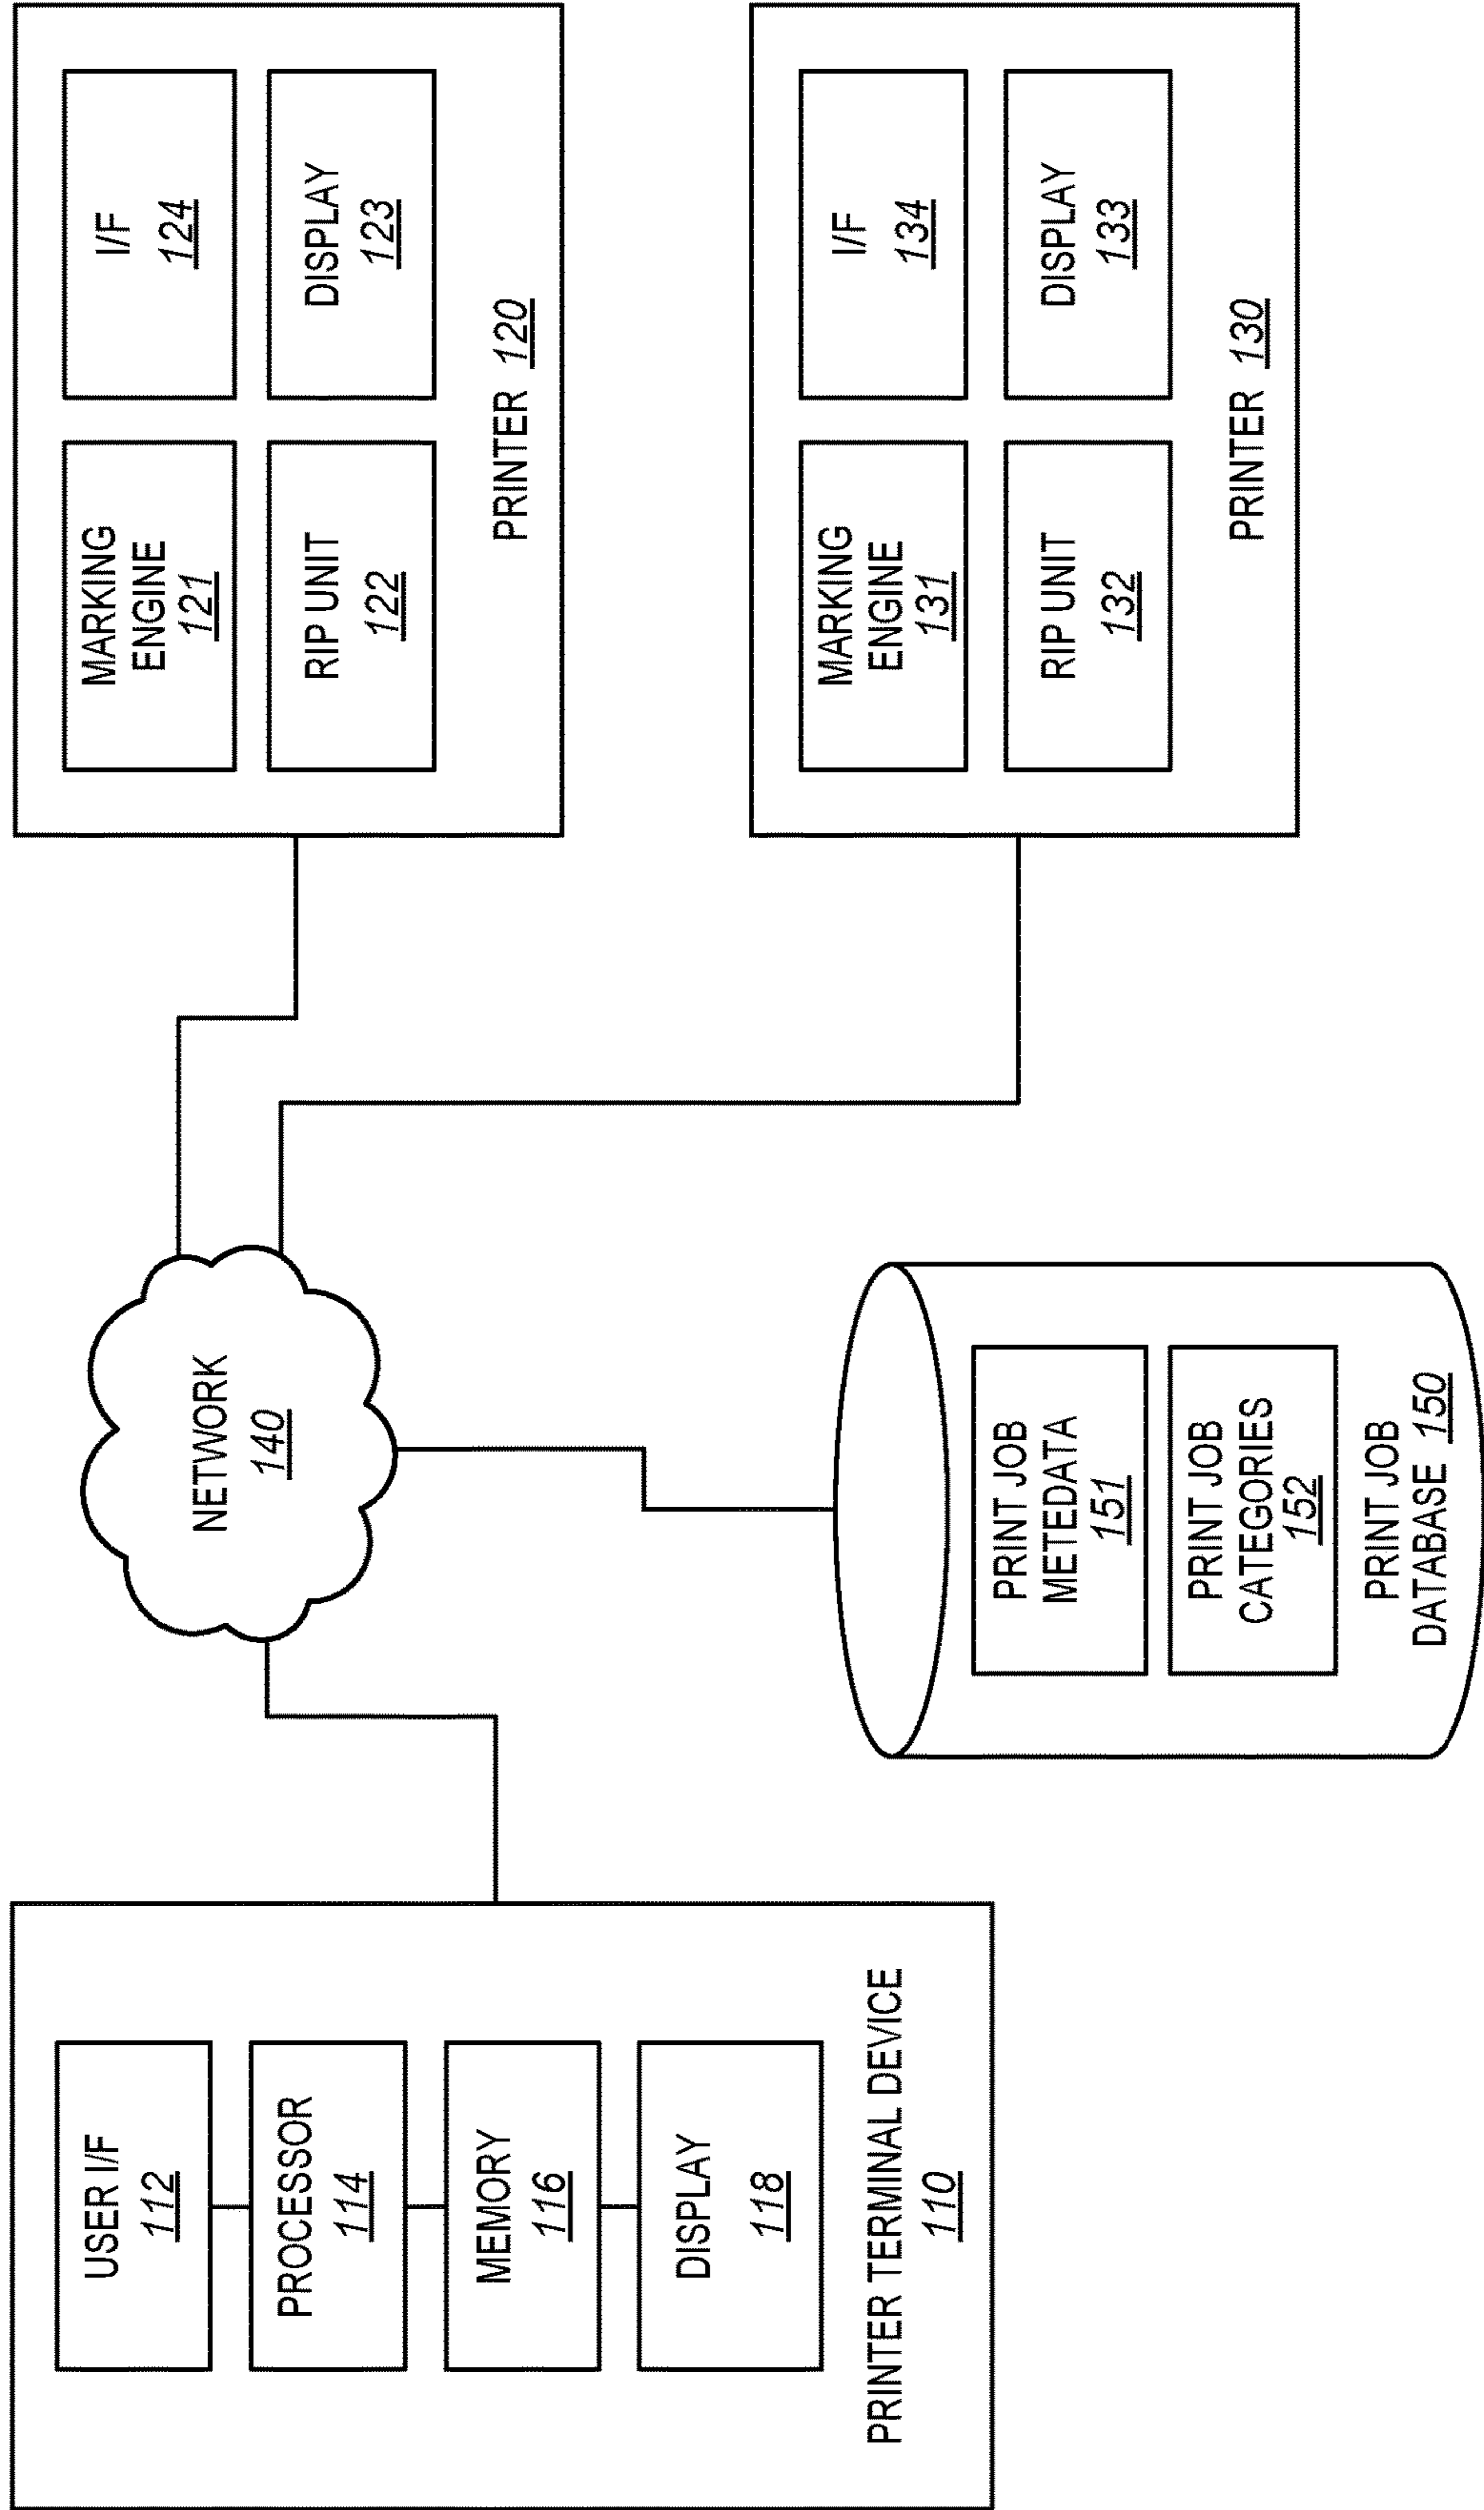 USER I/F
112
PROCESSOR
114
MEMORY
116
DISPLAY
118
PRINTER TERMINAL DEVICE
110
NETWORK
140
PRINT JOB
METEDATA
151
PRINT JOB
CATEGORIES
152
PRINT JOB
DATABASE 150
MARKING
ENGINE
121
I/F
124
RIP UNIT
122
DISPLAY
123
PRINTER 120
MARKING
ENGINE
131
I/F
134
RIP UNIT
132
DISPLAY
133
PRINTER 130